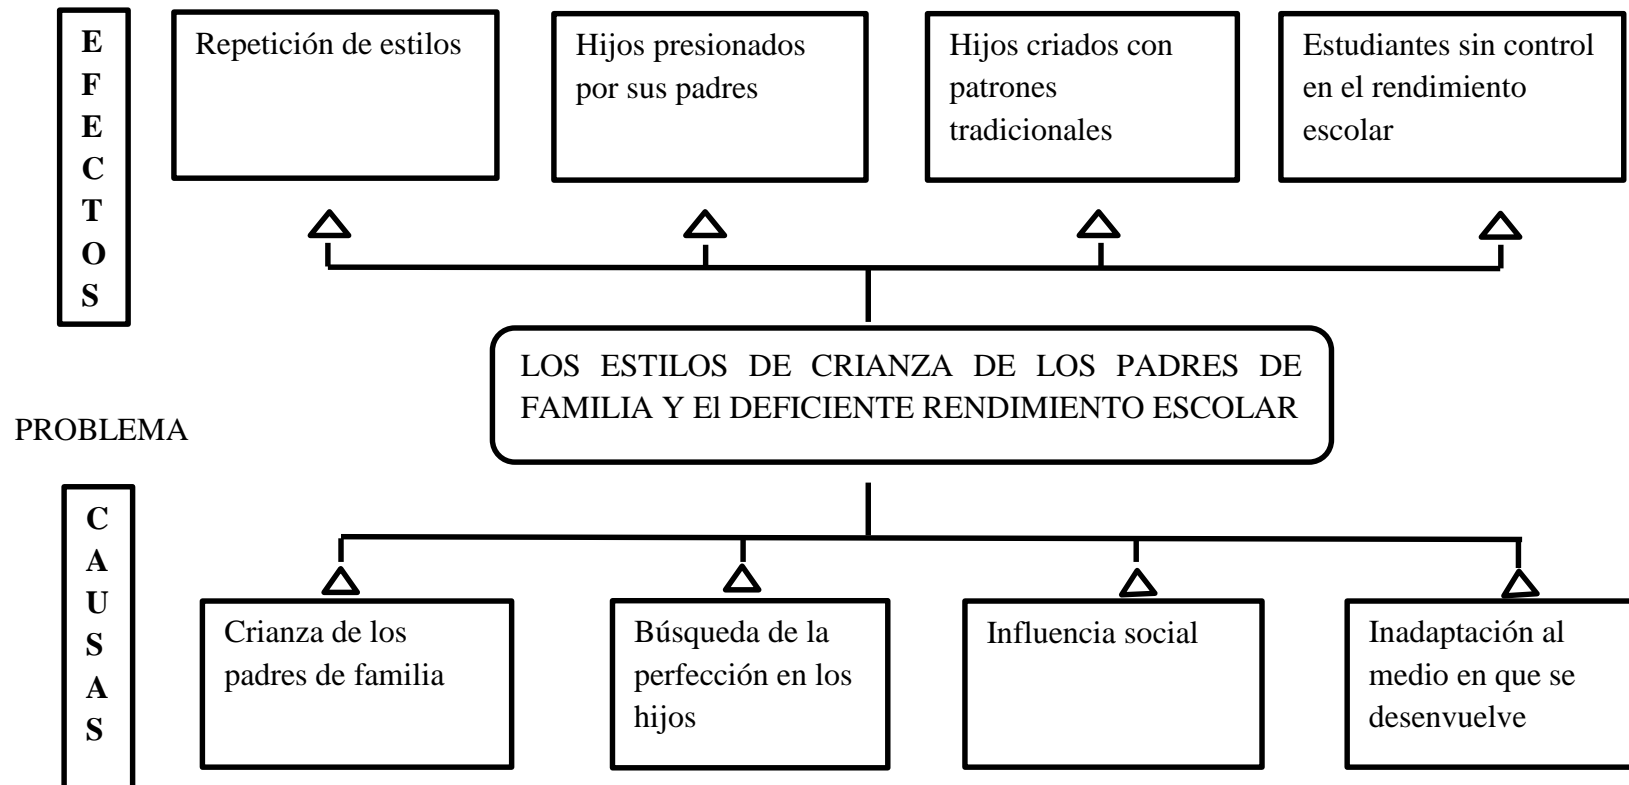 E
F
E
C
T
O
S
Repetición de estilos
Hijos presionados
por sus padres
Hijos criados con
patrones
tradicionales
Estudiantes sin control
en el rendimiento
escolar
LOS ESTILOS DE CRIANZA DE LOS PADRES DE
FAMILIA Y El DEFICIENTE RENDIMIENTO ESCOLAR
PROBLEMA
C
A
U
S
A
S
Crianza de los
padres de familia
Búsqueda de la
perfección en los
hijos
Influencia social
Inadaptación al
medio en que se
desenvuelve